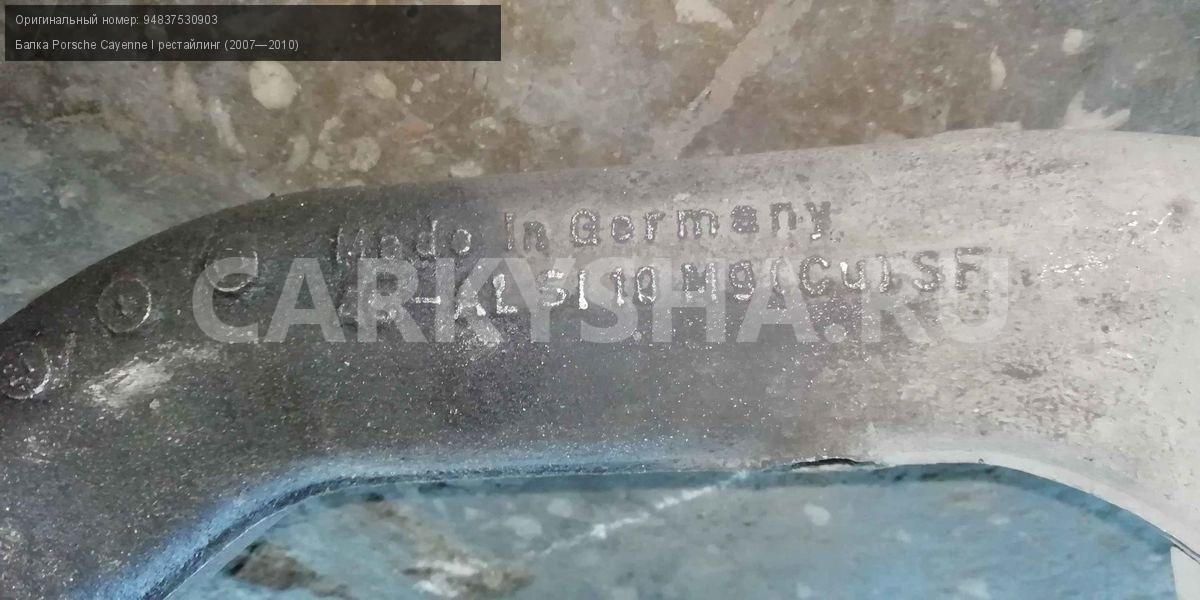 Оригинальный номер: 94837530903
Балка Porsche Cayenne I рестайлинг (2007—2010)
Made in Germany
CARKYSHA.RU